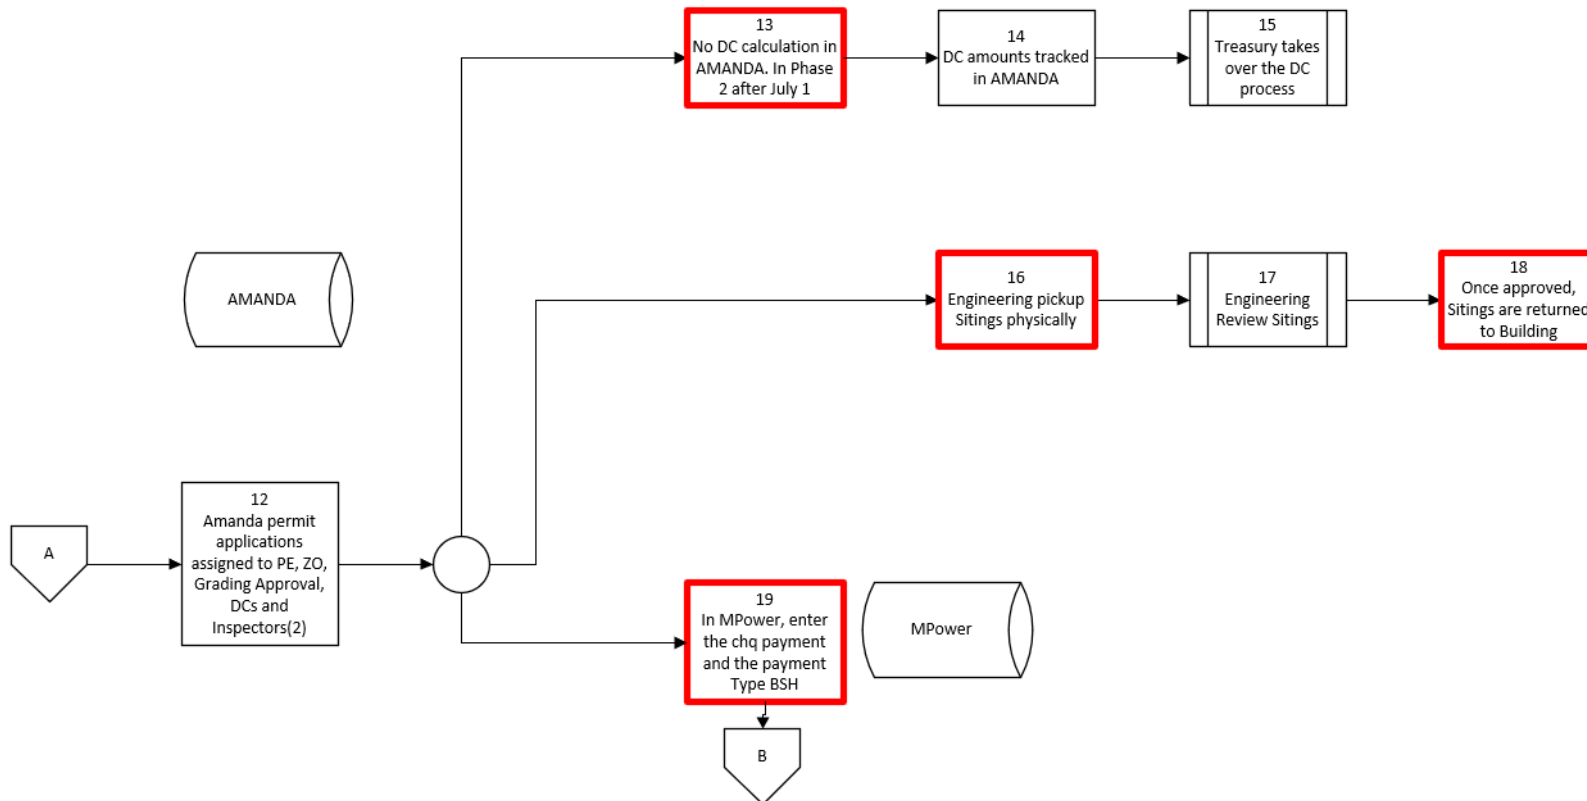 13
No DC calculation in
AMANDA. In Phase
2 after July 1
14
DC amounts tracked
in AMANDA
15
Treasury takes
over the DC
process
AMANDA
16
Engineering pickup
Sitings physically
17
Engineering
Review Sitings
18
Once approved,
Sitings are returned
to Building
A
12
Amanda permit
applications
assigned to PE, ZO,
Grading Approval,
DCs and
Inspectors(2)
19
In MPower, enter
the chq payment
and the payment
Type BSH
MPower
B